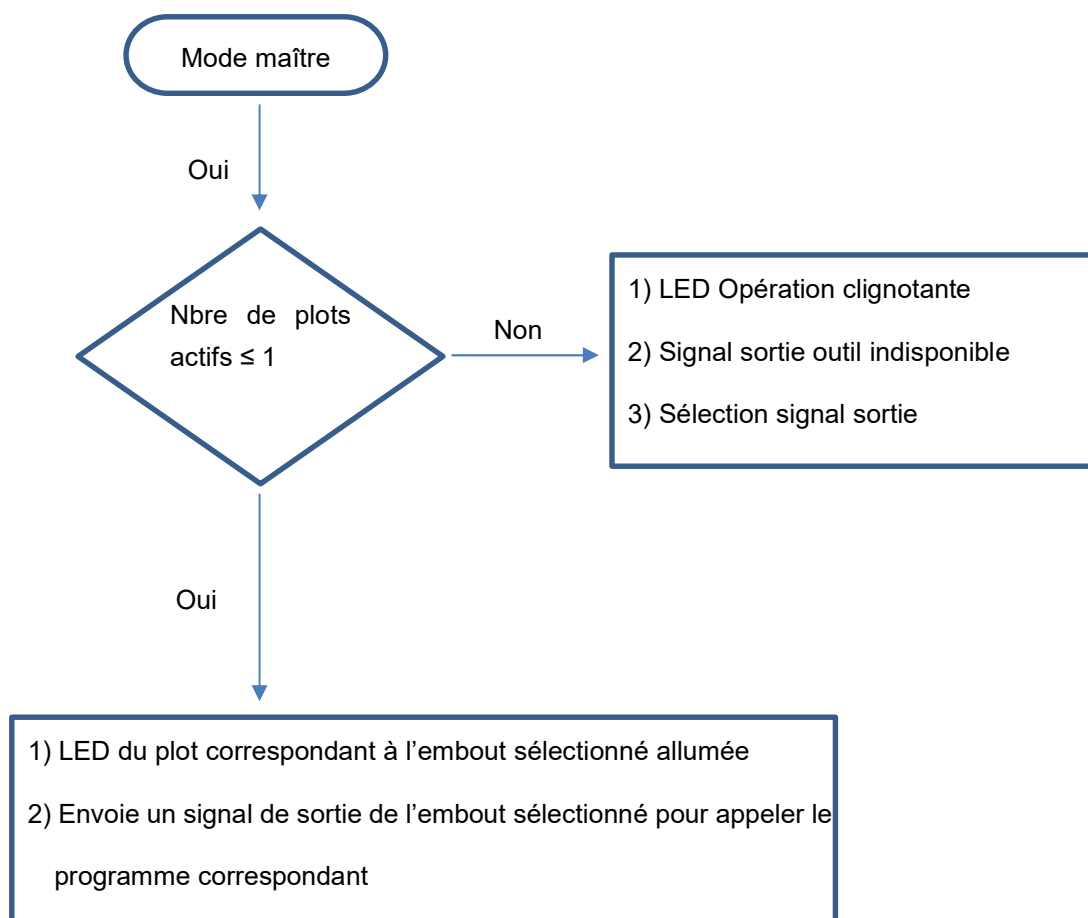 Mode maître
Oui
Nbre de plots
actifs ≤ 1
Non
1) LED Opération clignotante
2) Signal sortie outil indisponible
3) Sélection signal sortie
Oui
1) LED du plot correspondant à l’embout sélectionné allumée
2) Envoie un signal de sortie de l’embout sélectionné pour appeler le
programme correspondant